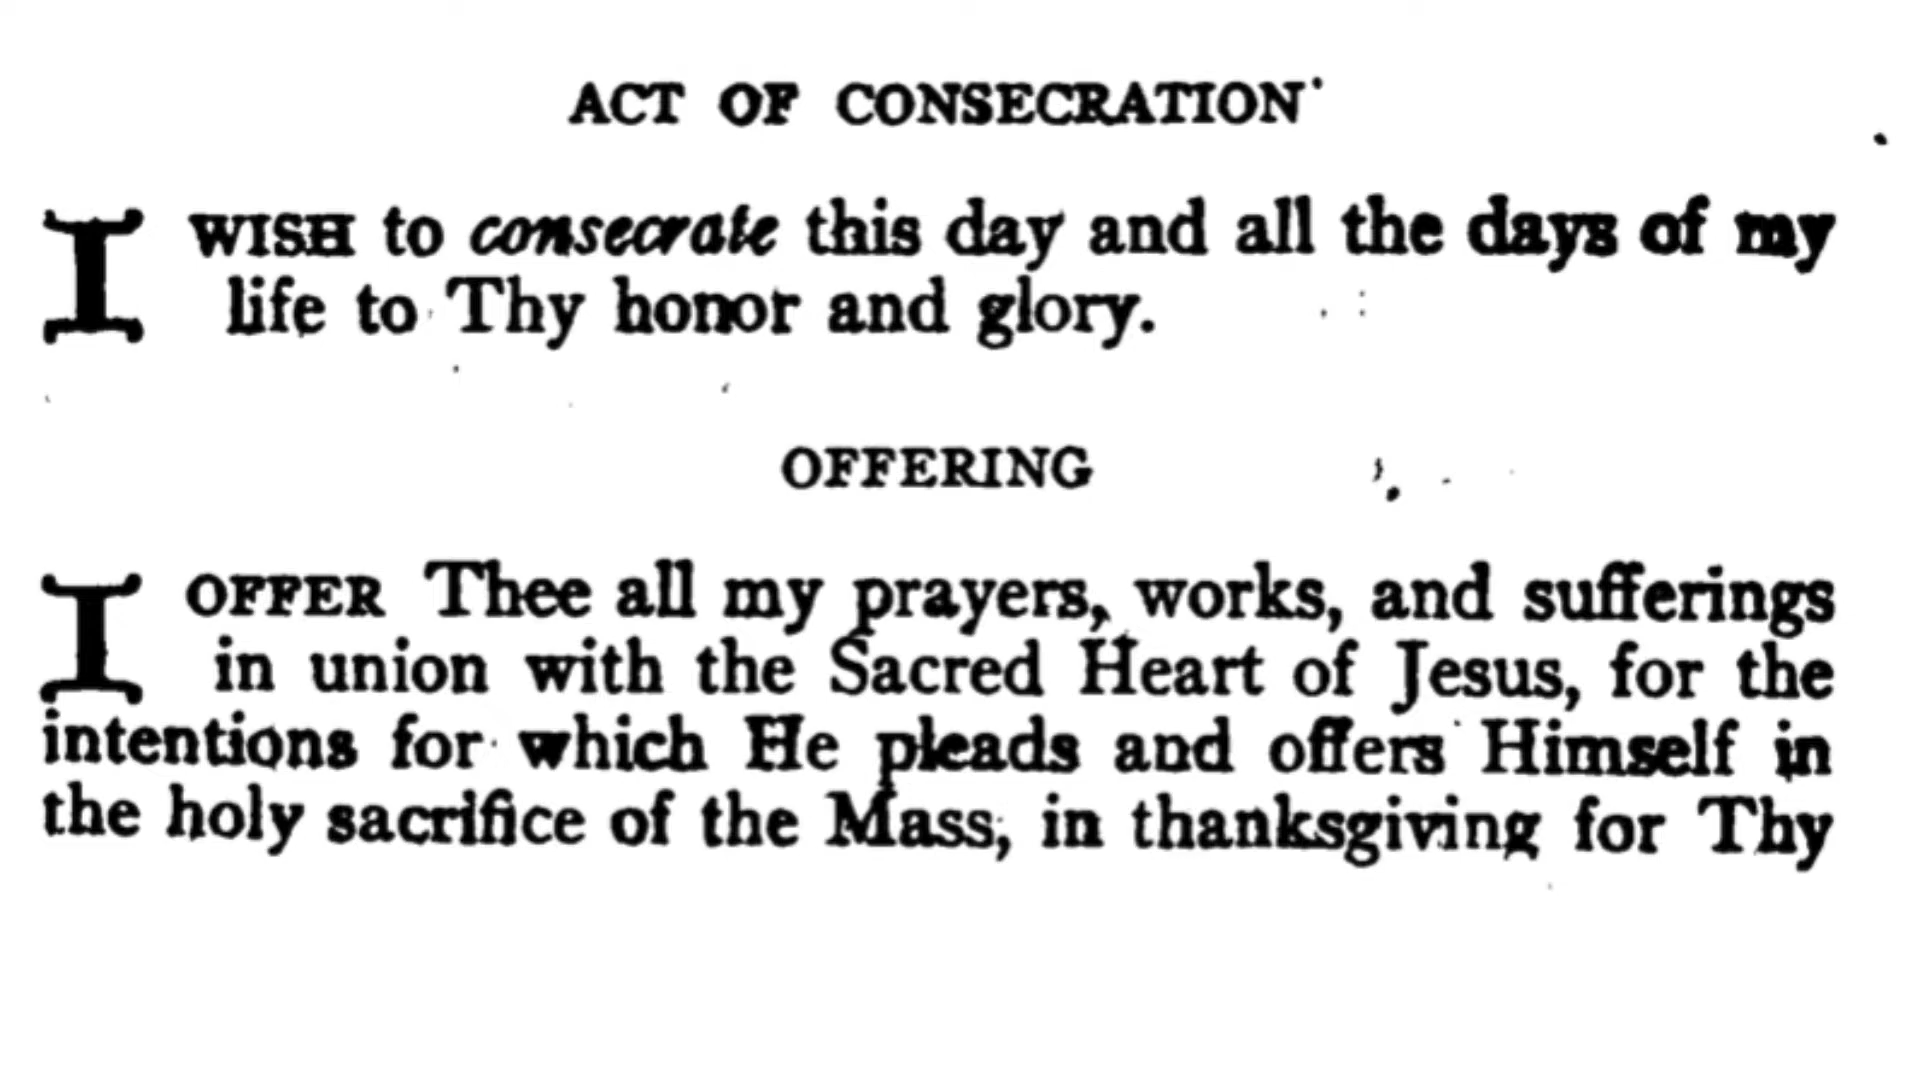 ACT OF CONSECRATION
I WISH to consecrate this day and all the days of my
life to Thy honor and glory.
OFFERING
I OFFER Thee all my prayers, works, and sufferings
in union with the Sacred Heart of Jesus, for the
intentions for which He pleads and offers Himself in
the holy sacrifice of the Mass, in thanksgiving for Thy